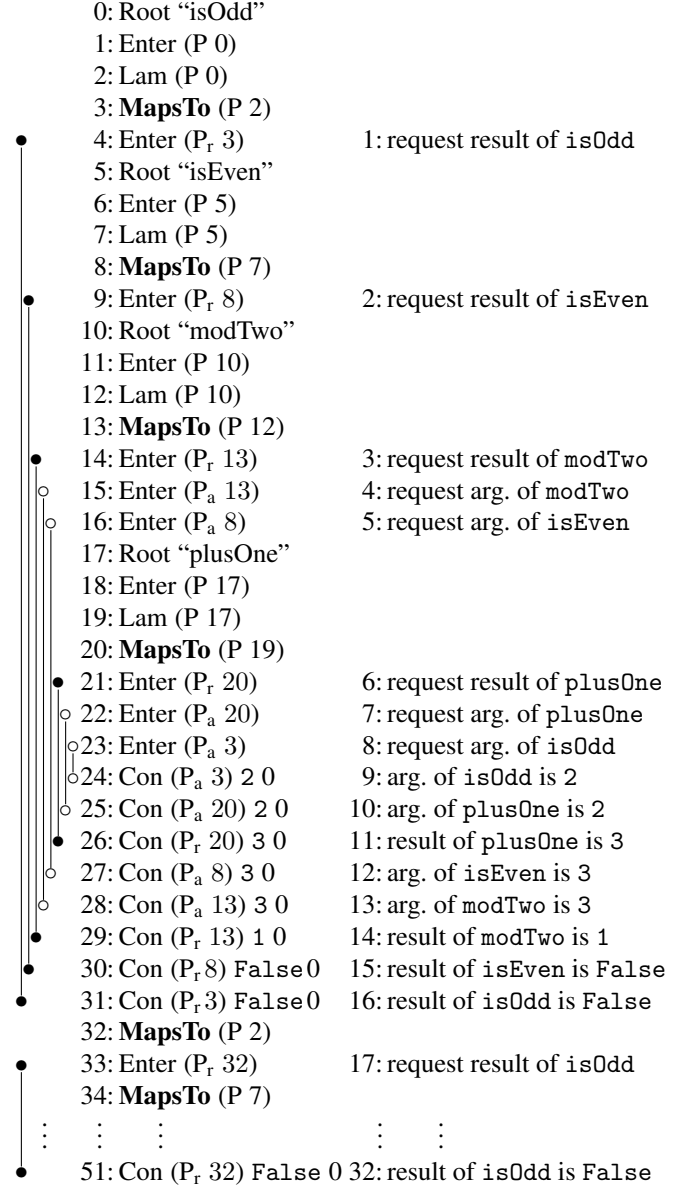 0: Root “isOdd”
1: Enter (P 0)
2: Lam (P 0)
3: MapsTo (P 2)
4: Enter (Pr 3) 1: request result of isOdd
5: Root “isEven”
6: Enter (P 5)
7: Lam (P 5)
8: MapsTo (P 7)
9: Enter (Pr 8) 2: request result of isEven
10: Root “modTwo”
11: Enter (P 10)
12: Lam (P 10)
13: MapsTo (P 12)
14: Enter (Pr 13) 3: request result of modTwo
15: Enter (Pa 13) 4: request arg. of modTwo
16: Enter (Pa 8) 5: request arg. of isEven
17: Root “plusOne”
18: Enter (P 17)
19: Lam (P 17)
20: MapsTo (P 19)
21: Enter (Pr 20) 6: request result of plusOne
22: Enter (Pa 20) 7: request arg. of plusOne
23: Enter (Pa 3) 8: request arg. of isOdd
24: Con (Pa 3) 2 0 9: arg. of isOdd is 2
25: Con (Pa 20) 2 0 10: arg. of plusOne is 2
26: Con (Pr 20) 3 0 11: result of plusOne is 3
27: Con (Pa 8) 3 0 12: arg. of isEven is 3
28: Con (Pa 13) 3 0 13: arg. of modTwo is 3
29: Con (Pr 13) 1 0 14: result of modTwo is 1
30: Con (Pr 8) False 0 15: result of isEven is False
31: Con (Pr 3) False 0 16: result of isOdd is False
32: MapsTo (P 2)
33: Enter (Pr 32) 17: request result of isOdd
34: MapsTo (P 7)
51: Con (Pr 32) False 0 32: result of isOdd is False